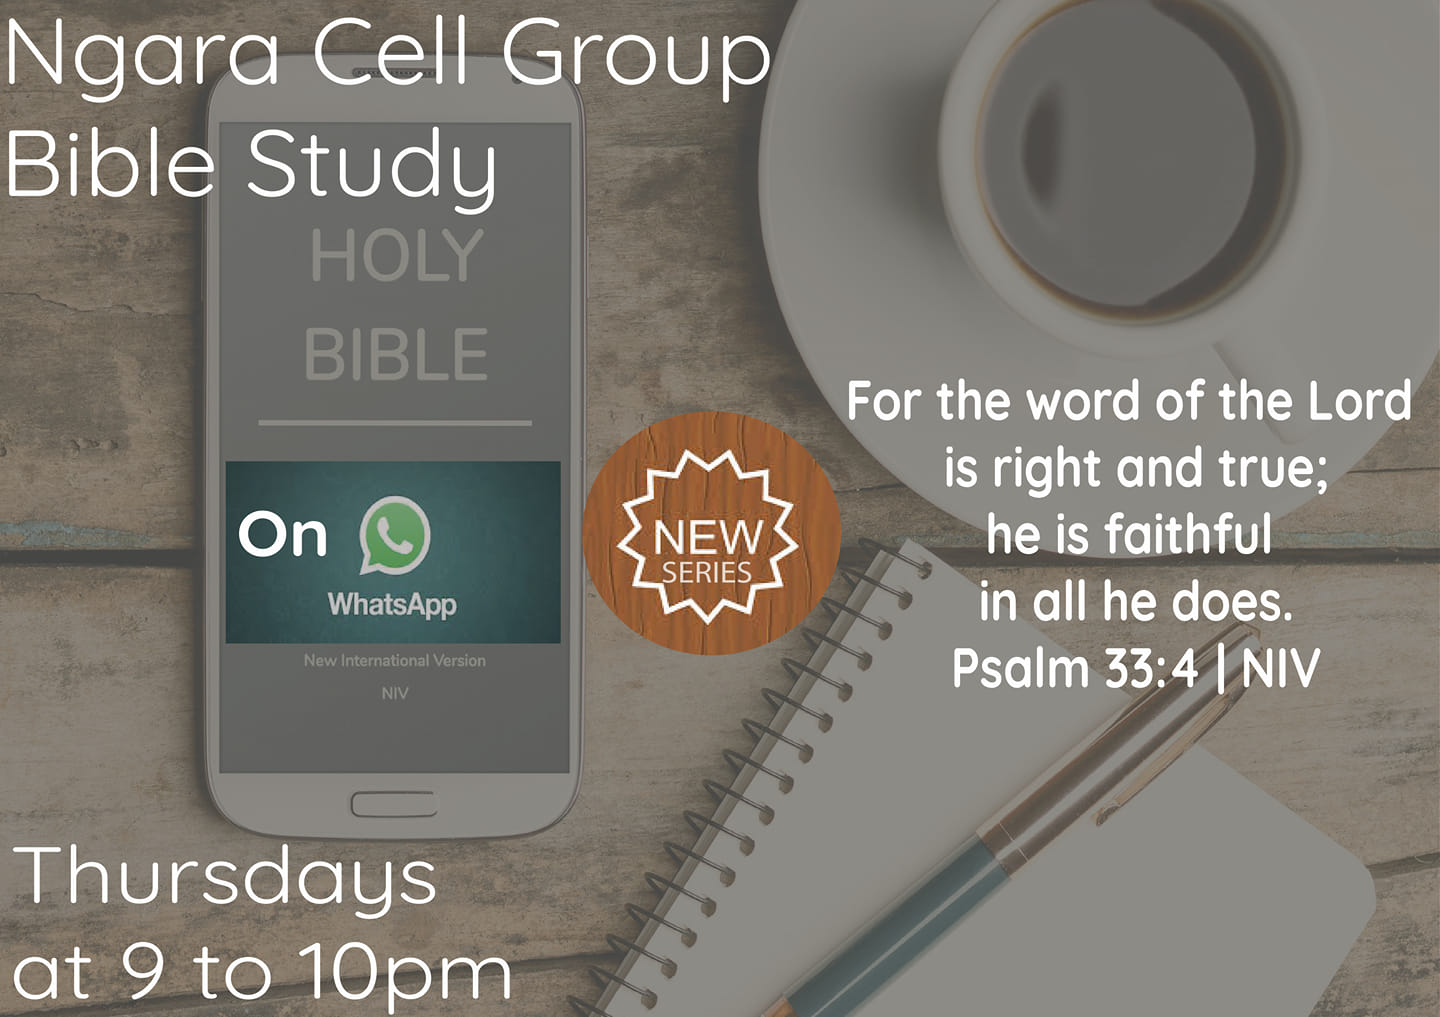 Ngara Cell Group
Bible Study
HOLY
BIBLE
On
WhatsApp
New International Version
NIV
NEW
SERIES
For the word of the Lord
is right and true;
he is faithful
in all he does.
Psalm 33:4 | NIV
Thursdays
at 9 to 10pm